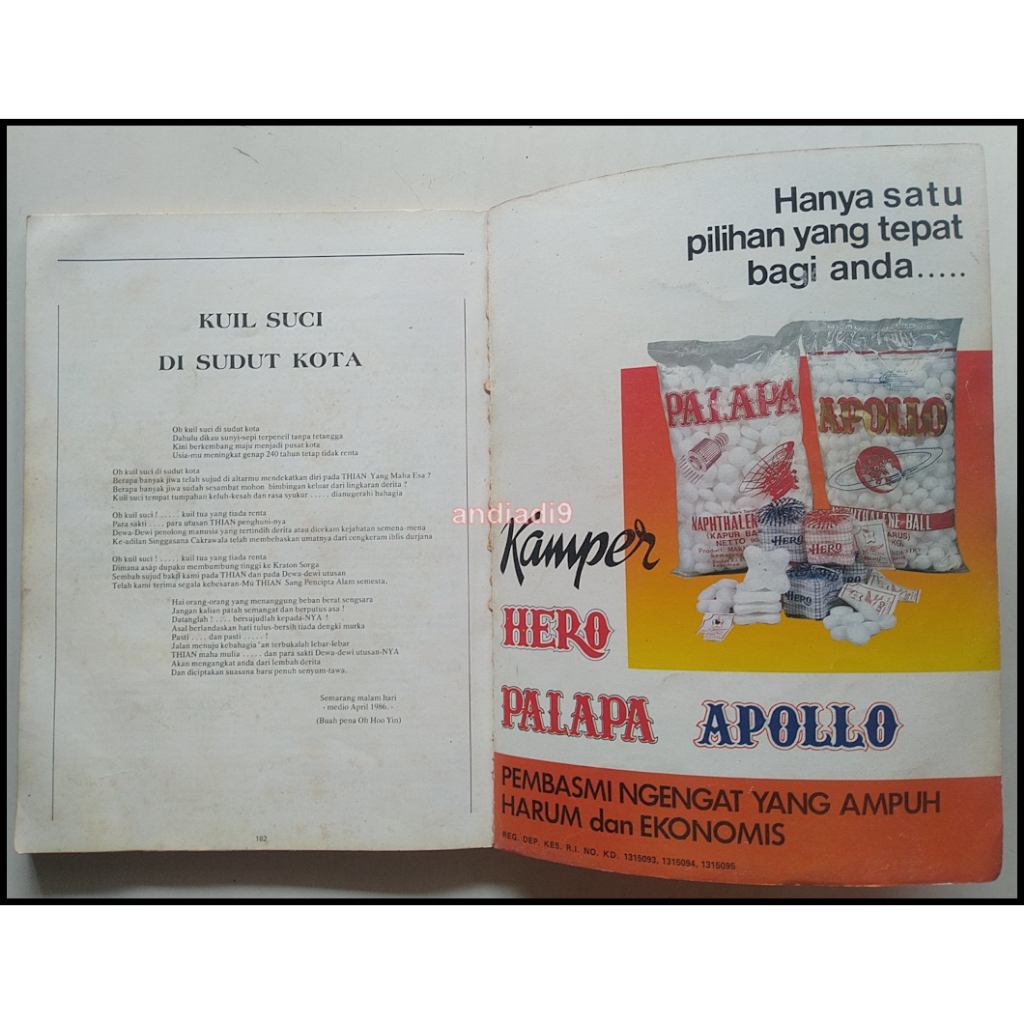 KUIL SUCI
DI SUDUT KOTA
Oh kuil suci di sudut kota
Dahulu dikau sunyi-sepi terpencil tanpa tetangga
Kini berkembang maju menjadi pusat kota
Usia-mu meningkat genap 240 tahun tetap tidak renta
Oh kuil suci di sudut kota
Berapa banyak jiwa telah sujud di altarmu mendekatkan diri pada THIAN Yang Maha Esa ?
Berapa banyak jiwa sudah sesambat mohon bimbingan keluar dari lingkaran derita ?
Kuil suci tempat tumpahan keluh-kesah dan rasa syukur ..... dianugerahi bahagia
Oh kuil suci ! ..... kuil tua yang tiada renta
Para sakti .... para utusan THIAN penghuni-nya
Dewa-Dewi penolong manusia yang tertindih derita atau dicekam kejahatan semena-mena
Ke-adilan Singgasana Cakrawala telah membebaskan umatnya dari cengkeram iblis durjana
Oh kuil suci ! ..... kuil tua yang tiada renta
Dimana asap dupaku membumbung tinggi ke Kraton Sorga
Sembah sujud bakti kami pada THIAN dan pada Dewa-dewi utusan
Telah kami terima segala kebesaran-Mu THIAN Sang Pencipta Alam semesta.
Hai orang-orang yang menanggung beban berat sengsara
Jangan kalian patah semangat dan berputus asa !
Datanglah ! .... bersujudlah kepada-NYA !
Asal berlandaskan hati tulus-bersih tiada dengki murka
Pasti .... dan pasti ..... !
Jalan menuju kebahagia'an terbukalah lebar-lebar
THIAN maha mulia ..... dan para sakti Dewa-dewi utusan-NYA
Akan mengangkat anda dari lembah derita
Dan diciptakan suasana baru penuh senyum-tawa.
Semarang malam hari
- medio April 1986. -
(Buah pena Oh Hoo Yin)
182
andiadi9
Hanya satu
pilihan yang tepat
bagi anda.....
PALAPA
NAPHTHALENE
(KAPUR BA
NETTO
APOLLO
HTHALENE-BALL
HERO
HERO
HERO
Kamper
HERO
PALAPA
APOLLO
PEMBASMI NGENGAT YANG AMPUH
HARUM dan EKONOMIS
REG. DEP. KES. R.I. NO. KD. 1315093, 1315094, 1315095